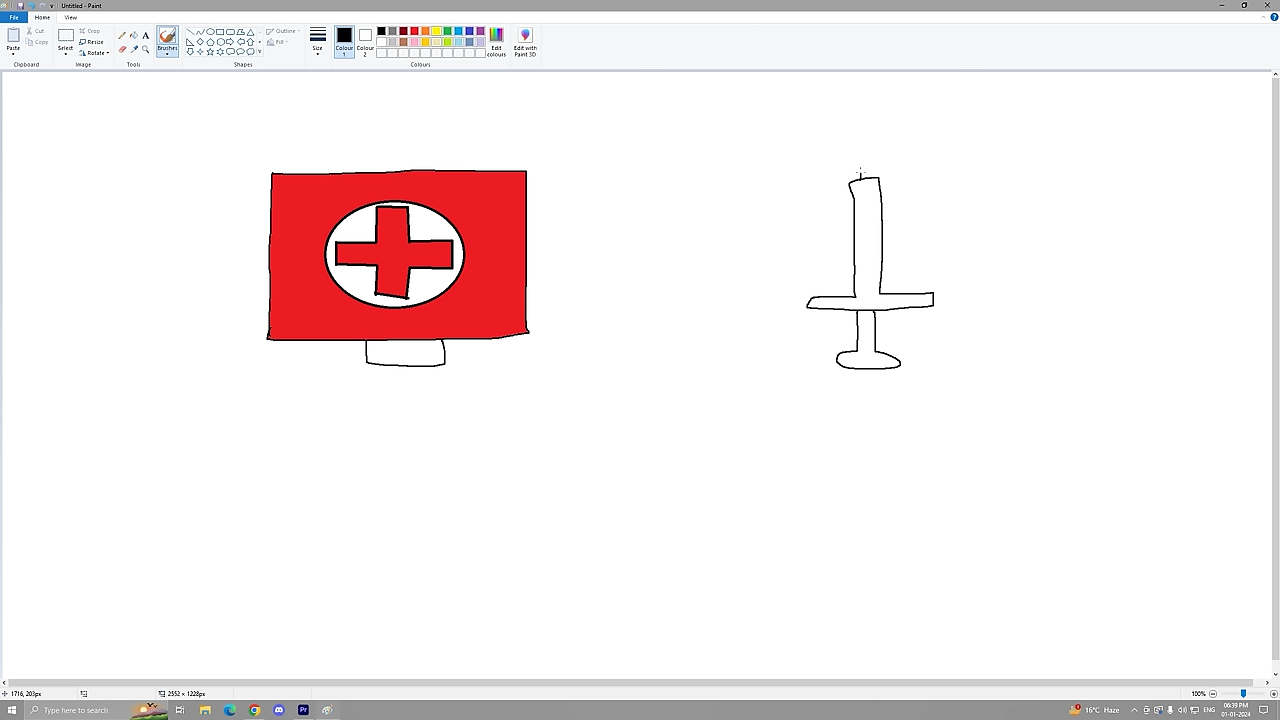 Untitled - Paint
File Home View
Paste
Cut
Copy
Clipboard
Select
Crop
Resize
Rotate
Image
Tools
Brushes
Outline
Fill
Shapes
Size
Colour 1
Colour 2
Colours
Edit colours
Edit with Paint 3D
A
1716, 203px
2552 × 1228px
100%
Type here to search
Pr
16°C Haze
ENG
06:39 PM
01-01-2024